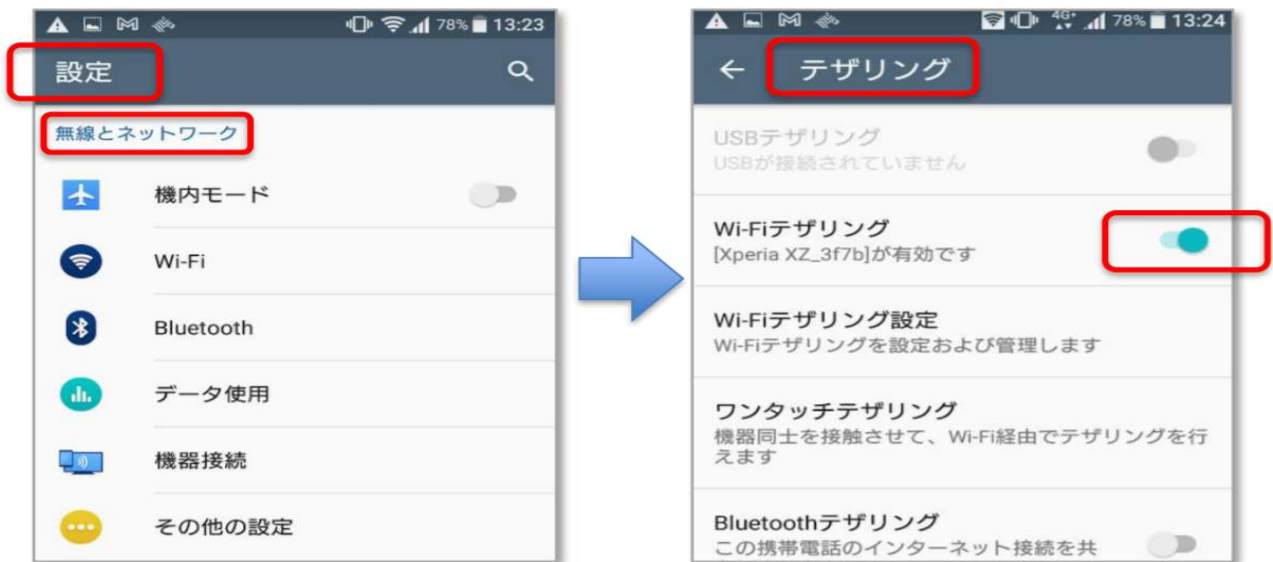 78% 13:23
設定
無線とネットワーク
機内モード
Wi-Fi
Bluetooth
データ使用
機器接続
その他の設定
4G+ 78% 13:24
テザリング
USBテザリング
USBが接続されていません
Wi-Fiテザリング
[Xperia XZ_3f7b]が有効です
Wi-Fiテザリング設定
Wi-Fiテザリングを設定および管理します
ワンタッチテザリング
機器同士を接触させて、Wi-Fi経由でテザリングを行
えます
Bluetoothテザリング
この携帯電話のインターネット接続を共